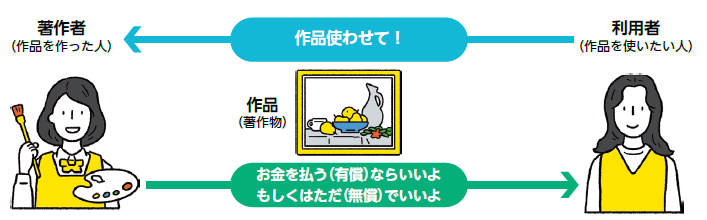 著作者
(作品を作った人)
作品使わせて！
利用者
(作品を使いたい人)
作品
(著作物)
お金を払う(有償)ならいいよ
もしくはただ(無償)でいいよ